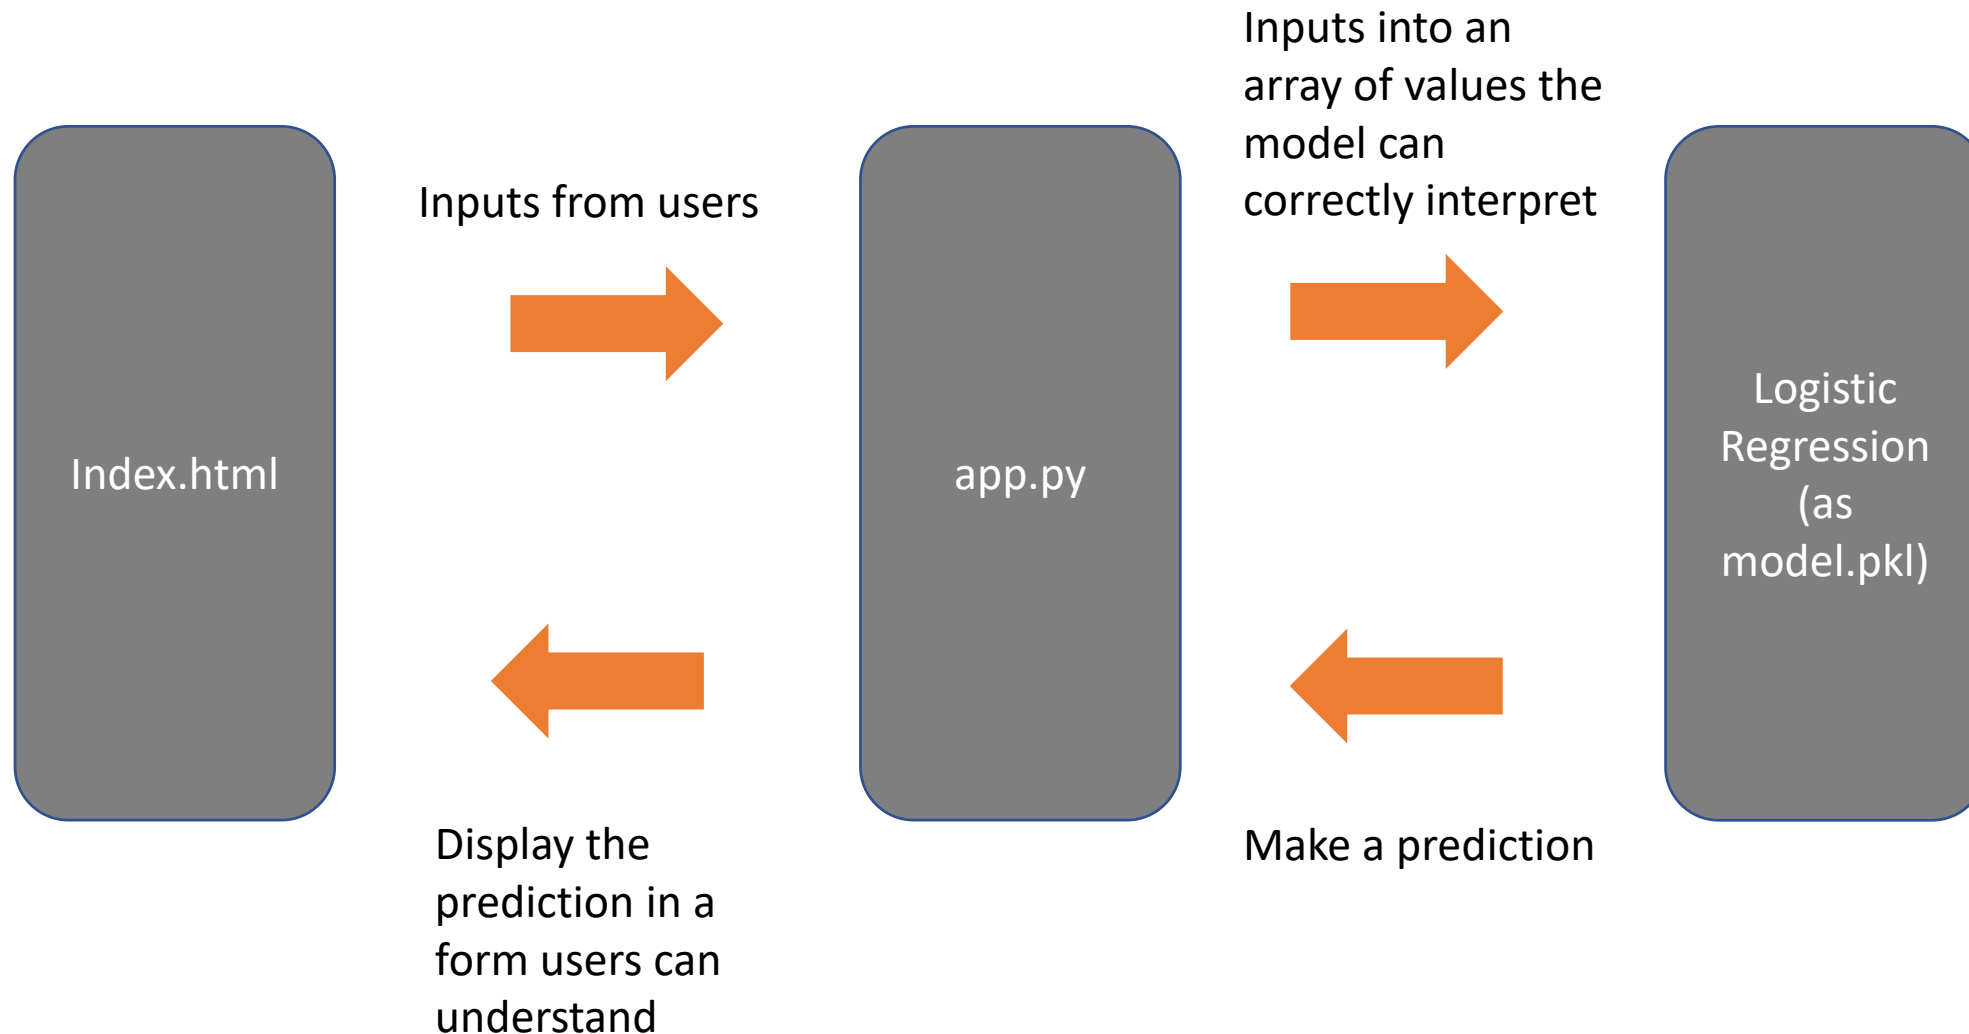 Index.html
Inputs from users
app.py
Inputs into an
array of values the
model can
correctly interpret
Logistic
Regression
(as
model.pkl)
Display the
prediction in a
form users can
understand
Make a prediction